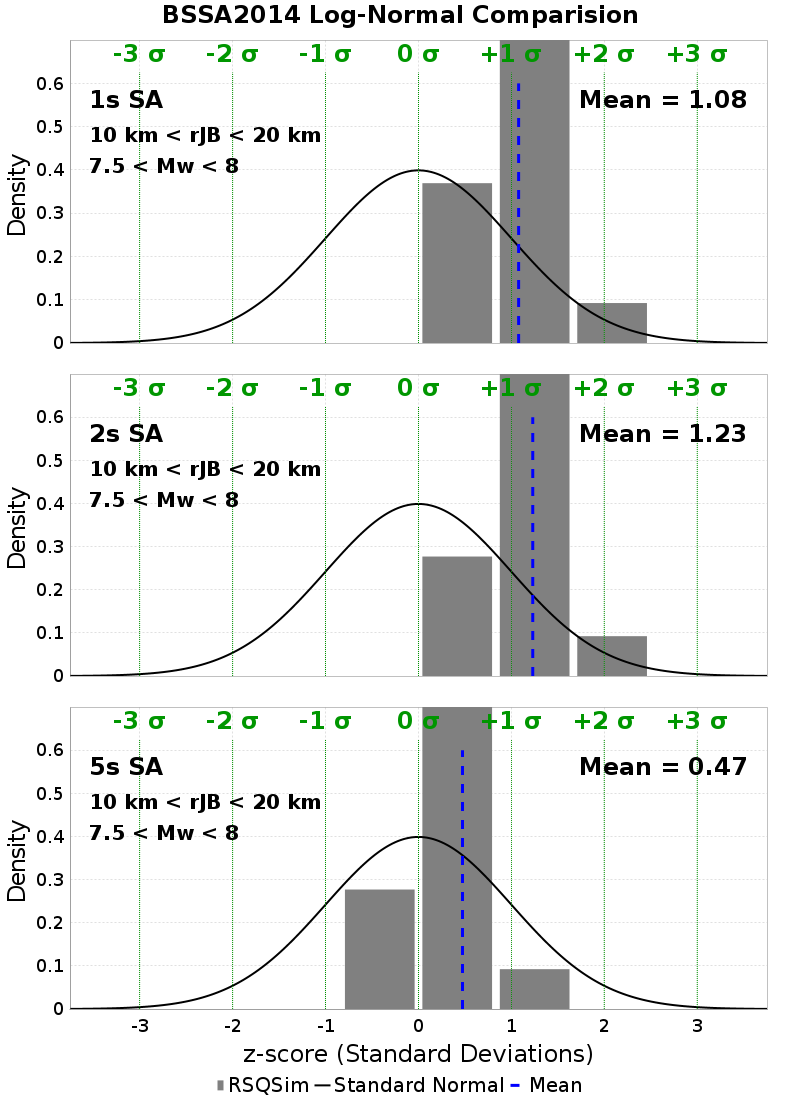 BSSA2014 Log-Normal Comparision
-3 σ -2 σ -1 σ 0 σ +1 σ +2 σ +3 σ
0.6
1s SA Mean = 1.08
0.5
10 km < rJB < 20 km
7.5 < Mw < 8
0.4
0.3
0.2
0.1
0
Density
-3 σ -2 σ -1 σ 0 σ +1 σ +2 σ +3 σ
0.6
2s SA Mean = 1.23
0.5
10 km < rJB < 20 km
7.5 < Mw < 8
0.4
0.3
0.2
0.1
0
Density
-3 σ -2 σ -1 σ 0 σ +1 σ +2 σ +3 σ
0.6
5s SA Mean = 0.47
0.5
10 km < rJB < 20 km
7.5 < Mw < 8
0.4
0.3
0.2
0.1
0
Density
-3 -2 -1 0 1 2 3
z-score (Standard Deviations)
RSQSim Standard Normal Mean